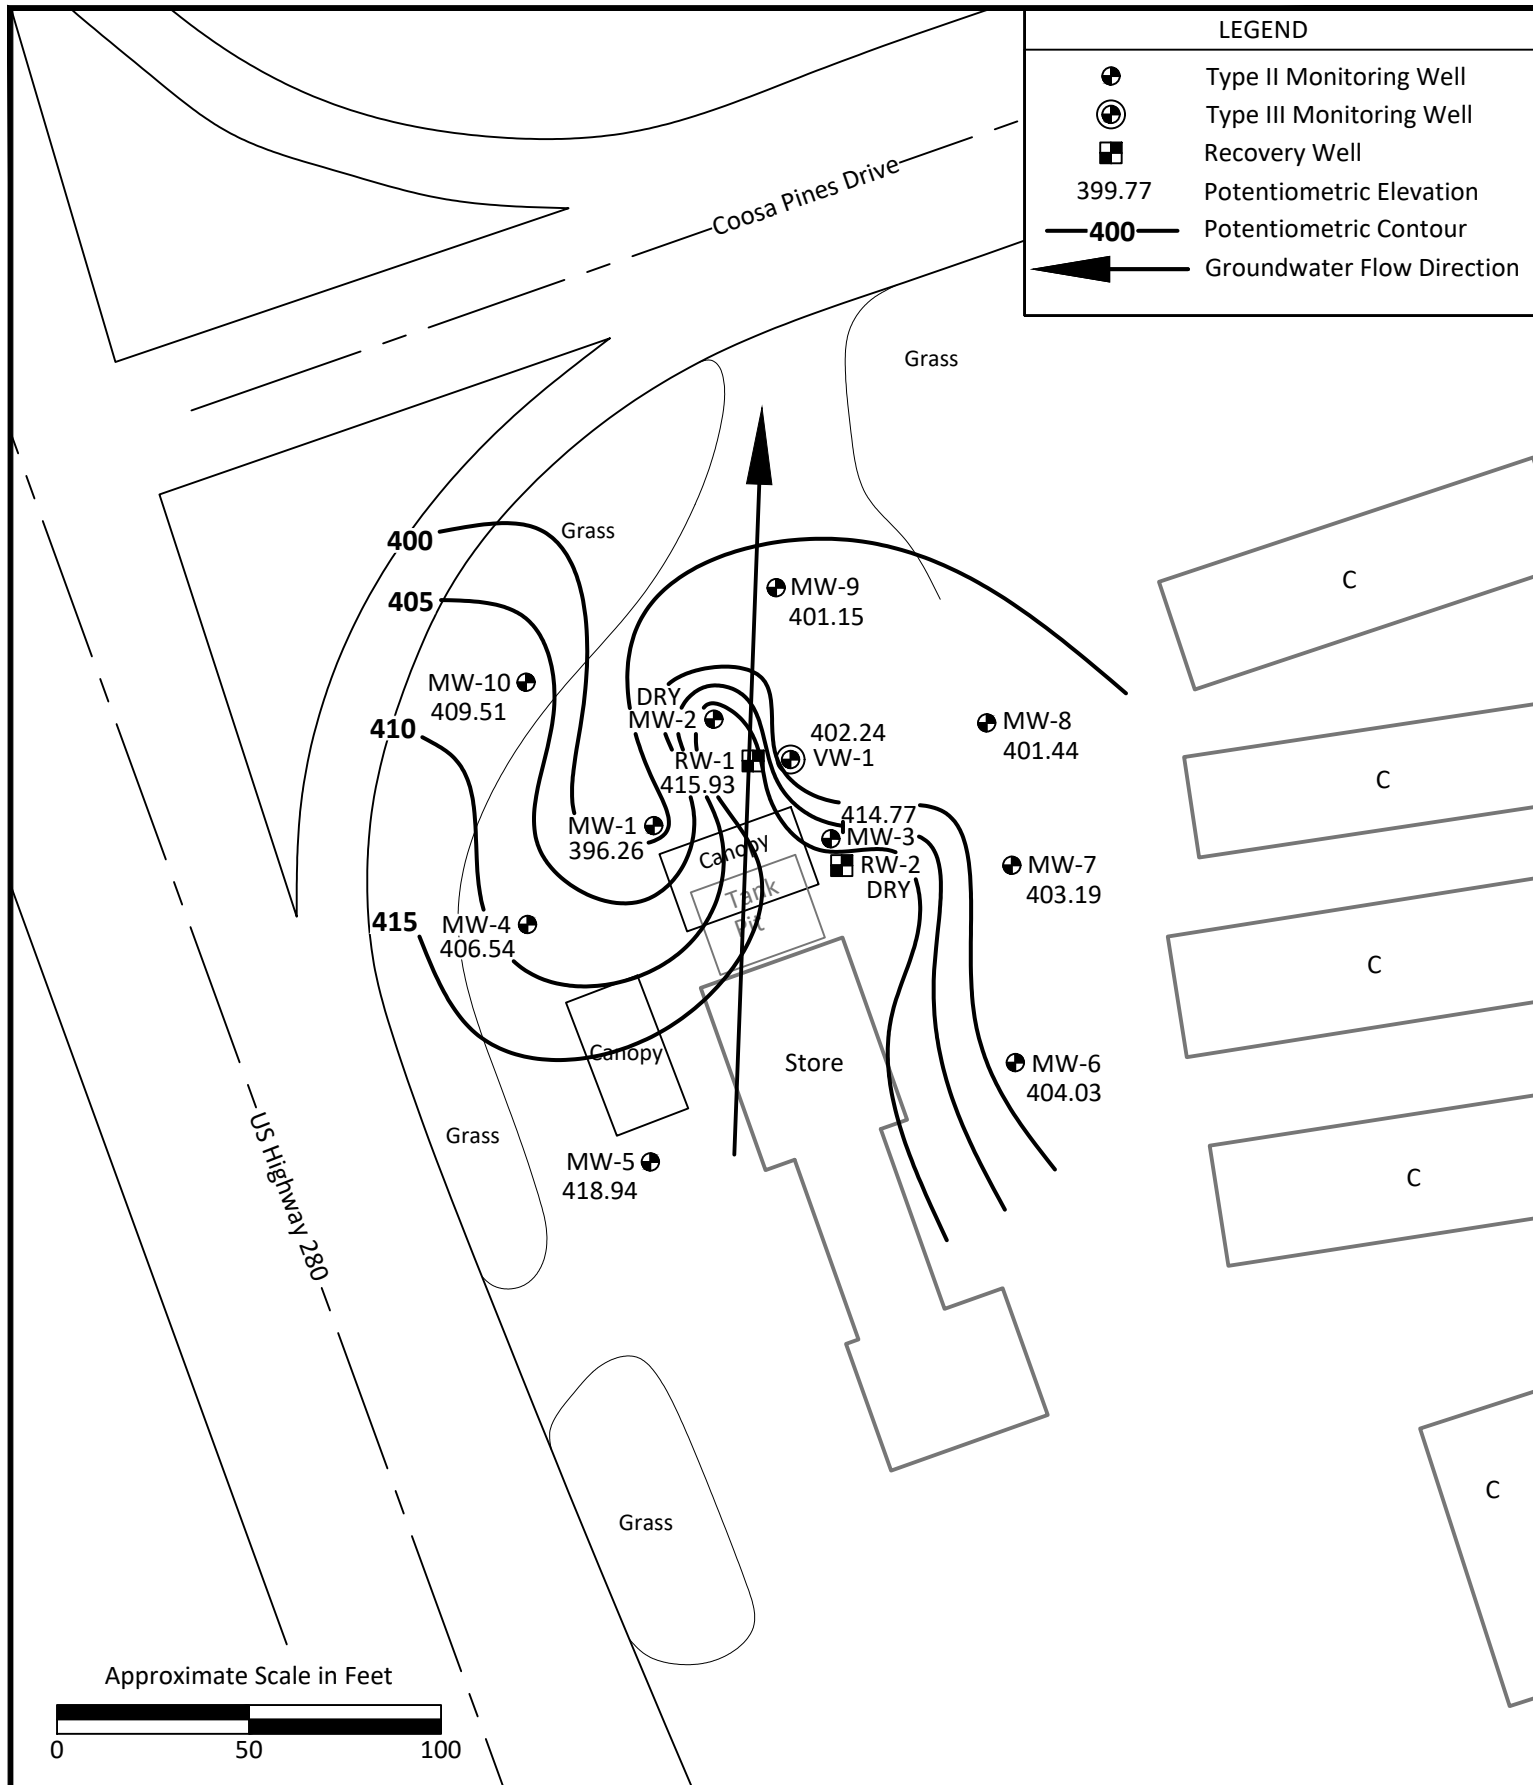 LEGEND
Type II Monitoring Well
Type III Monitoring Well
Recovery Well
399.77 Potentiometric Elevation
400 Potentiometric Contour
Groundwater Flow Direction
Coosa Pines Drive
Grass
Grass
400
405
410
415
MW-9
401.15
MW-10
409.51
DRY
MW-2
402.24
VW-1
RW-1
415.93
MW-8
401.44
MW-1
396.26
414.77
MW-3
RW-2
DRY
MW-7
403.19
Canopy
Tank
Pit
MW-4
406.54
Canopy
Store
MW-6
404.03
Grass
MW-5
418.94
US Highway 280
Grass
C
C
C
C
C
Approximate Scale in Feet
0 50 100